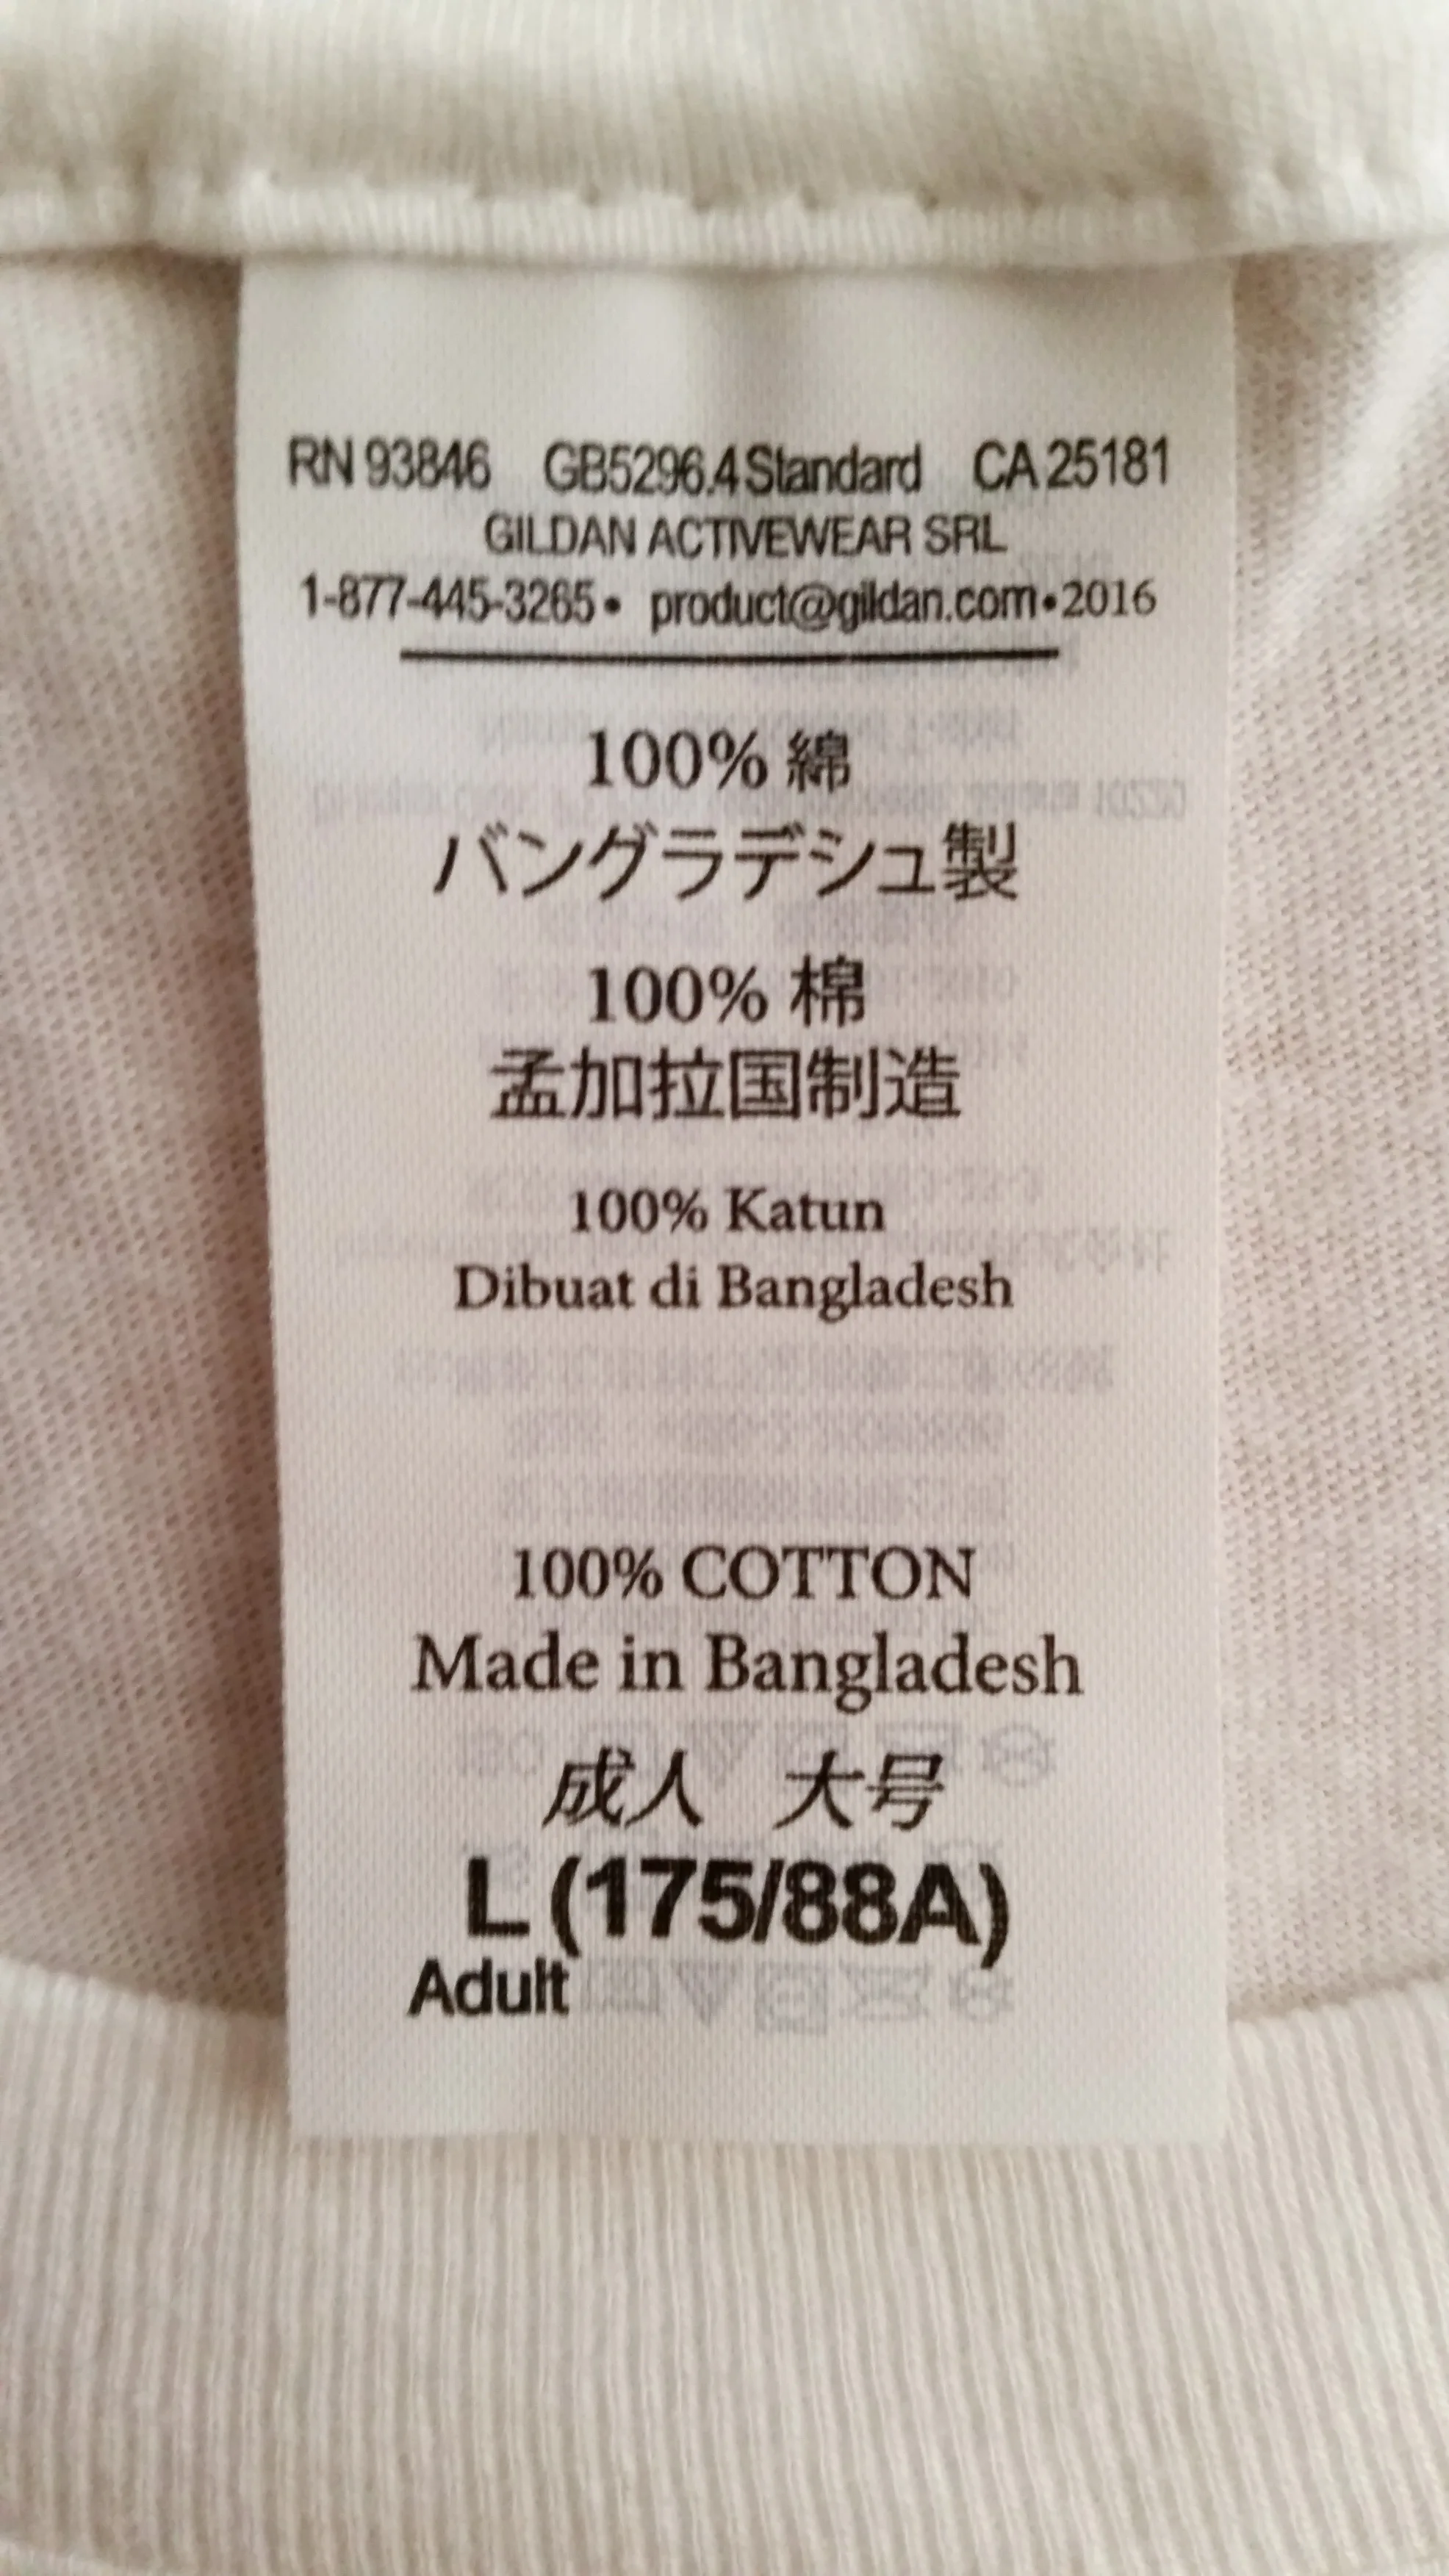 RN 93846 GB5296.4 Standard CA 25181
GILDAN ACTIVEWEAR SRL
1-877-445-3265• product@gildan.com•2016
100% 綿
バングラデシュ製
100% 棉
孟加拉国制造
100% Katun
Dibuat di Bangladesh
100% COTTON
Made in Bangladesh
成人 大号
L (175/88A)
Adult